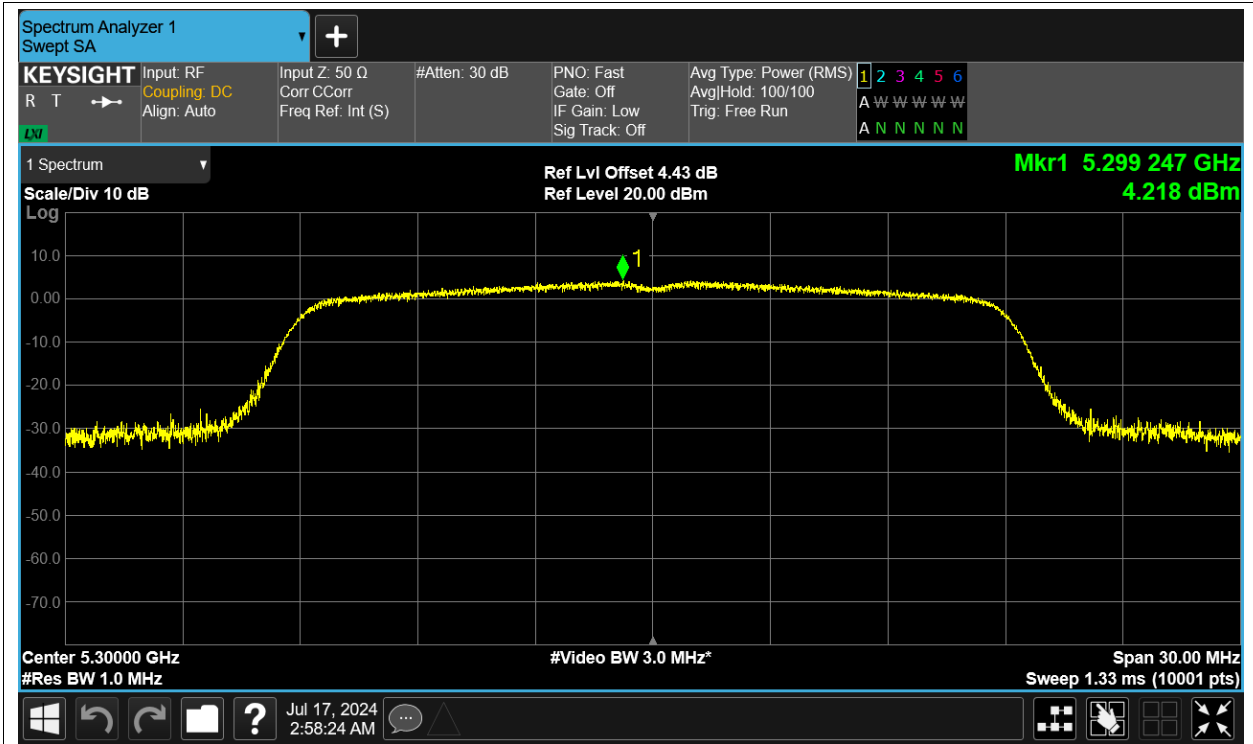 Spectrum Analyzer 1
Swept SA
KEYSIGHT
R T
LXI
Input: RF
Coupling: DC
Align: Auto
Input Z: 50 Ω
Corr CCorr
Freq Ref: Int (S)
#Atten: 30 dB
PNO: Fast
Gate: Off
IF Gain: Low
Sig Track: Off
Avg Type: Power (RMS)
Avg|Hold: 100/100
Trig: Free Run
1 2 3 4 5 6
A W W W W W
A N N N N N
1 Spectrum
Scale/Div 10 dB
Log
Ref Lvl Offset 4.43 dB
Ref Level 20.00 dBm
Mkr1 5.299 247 GHz
4.218 dBm
1
10.0
0.00
-10.0
-20.0
-30.0
-40.0
-50.0
-60.0
-70.0
Center 5.30000 GHz
#Res BW 1.0 MHz
#Video BW 3.0 MHz*
Span 30.00 MHz
Sweep 1.33 ms (10001 pts)
?
Jul 17, 2024
2:58:24 AM